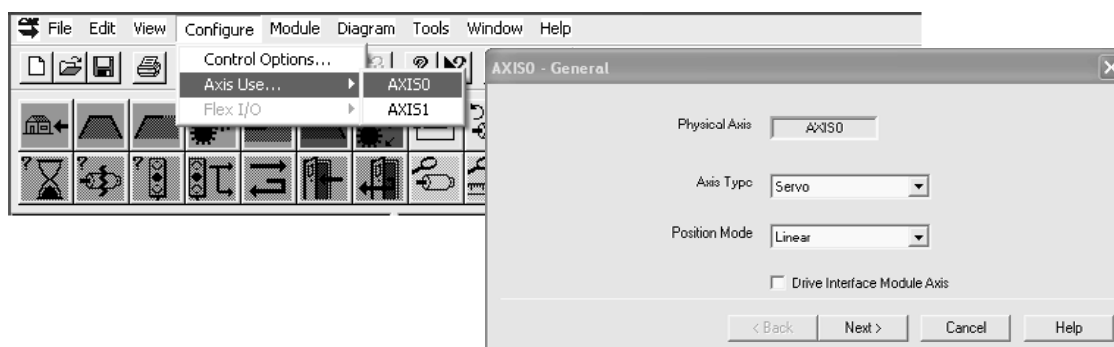 File Edit View Configure Module Diagram Tools Window Help
Control Options...
Axis Use...
Flex I/O
AXIS0
AXIS1
AXIS0 - General
Physical Axis AXIS0
Axis Type Servo
Position Mode Linear
Drive Interface Module Axis
< Back Next > Cancel Help